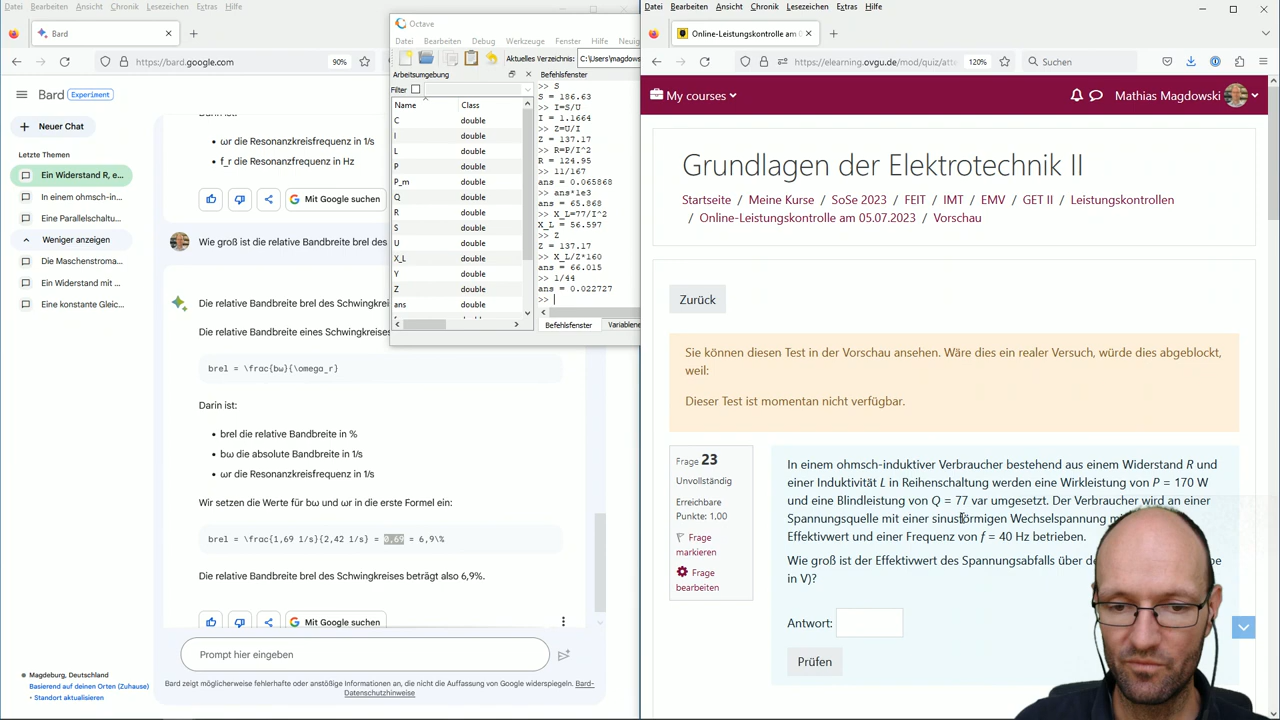 Datei Bearbeiten Ansicht Chronik Lesezeichen Extras Hilfe
Bard
https://bard.google.com
90%
Bard Experiment
Neuer Chat
Letzte Themen
Ein Widerstand R, e...
In einem ohmsch-in...
Eine Parallelschaltu...
Weniger anzeigen
Die Maschenstroma...
Ein Widerstand mit ...
Eine konstante Gleic...
Magdeburg, Deutschland
Basierend auf deinen Orten (Zuhause)
• Standort aktualisieren
ωr die Resonanzkreisfrequenz in 1/s
f_r die Resonanzfrequenz in Hz
Mit Google suchen
Wie groß ist die relative Bandbreite brel des
Die relative Bandbreite brel des Schwingkrei
Die relative Bandbreite eines Schwingkreises
brel = \frac{bω}{\omega_r}
Darin ist:
brel die relative Bandbreite in %
bω die absolute Bandbreite in 1/s
ωr die Resonanzkreisfrequenz in 1/s
Wir setzen die Werte für bω und ωr in die erste Formel ein:
brel = \frac{1,69 1/s}{2,42 1/s} = 0,69 = 6,9\%
Die relative Bandbreite brel des Schwingkreises beträgt also 6,9%.
Mit Google suchen
Prompt hier eingeben
Bard zeigt möglicherweise fehlerhafte oder anstößige Informationen an, die nicht die Auffassung von Google widerspiegeln. Bard-
Datenschutzhinweise
Octave
Datei Bearbeiten Debug Werkzeuge Fenster Hilfe Neuig
Aktuelles Verzeichnis: C:\Users\magdows
Arbeitsumgebung
Filter
Name Class
C double
I double
L double
P double
P_m double
Q double
R double
S double
U double
X_L double
Y double
Z double
ans double
Befehlsfenster
>> S
S = 186.63
>> I=S/U
I = 1.1664
>> Z=U/I
Z = 137.17
>> R=P/I^2
R = 124.95
>> 11/167
ans = 0.065868
>> ans*1e3
ans = 65.868
>> X_L=77/I^2
X_L = 56.597
>> Z
Z = 137.17
>> X_L/Z*160
ans = 66.015
>> 1/44
ans = 0.022727
>>
Befehlsfenster Variablene
Datei Bearbeiten Ansicht Chronik Lesezeichen Extras Hilfe
Online-Leistungskontrolle am 0
https://elearning.ovgu.de/mod/quiz/atte
120%
Suchen
My courses
Mathias Magdowski
Grundlagen der Elektrotechnik II
Startseite / Meine Kurse / SoSe 2023 / FEIT / IMT / EMV / GET II / Leistungskontrollen
/ Online-Leistungskontrolle am 05.07.2023 / Vorschau
Zurück
Sie können diesen Test in der Vorschau ansehen. Wäre dies ein realer Versuch, würde dies abgeblockt,
weil:
Dieser Test ist momentan nicht verfügbar.
Frage 23
Unvollständig
Erreichbare
Punkte: 1,00
Frage
markieren
Frage
bearbeiten
In einem ohmsch-induktiver Verbraucher bestehend aus einem Widerstand R und
einer Induktivität L in Reihenschaltung werden eine Wirkleistung von P = 170 W
und eine Blindleistung von Q = 77 var umgesetzt. Der Verbraucher wird an einer
Spannungsquelle mit einer sinusförmigen Wechselspannung
Effektivwert und einer Frequenz von f = 40 Hz betrieben.
Wie groß ist der Effektivwert des Spannungsabfalls über
in V)?
Antwort:
Prüfen